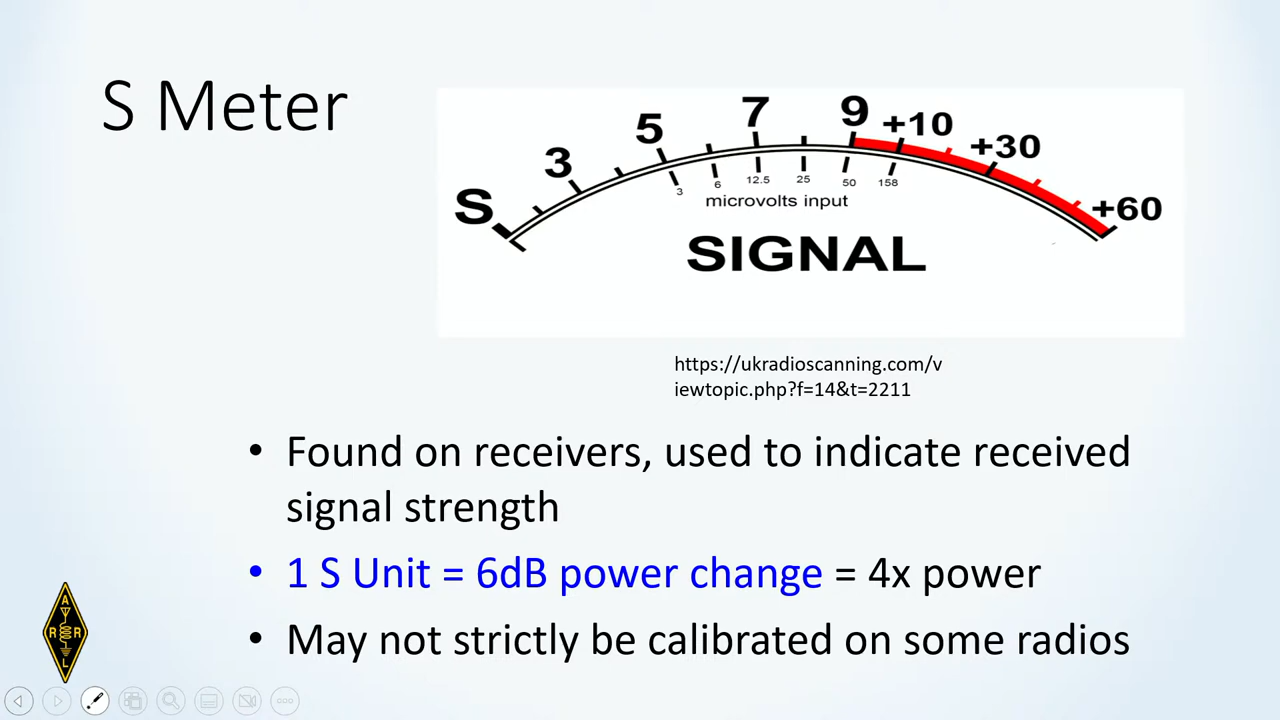 S Meter
S 3 5 7 9 +10 +30 +60
3 6 12.5 25 50 158
microvolts input
SIGNAL
https://ukradioscanning.com/v
iewtopic.php?f=14&t=2211
• Found on receivers, used to indicate received
signal strength
• 1 S Unit = 6dB power change = 4x power
• May not strictly be calibrated on some radios
A
R R
L